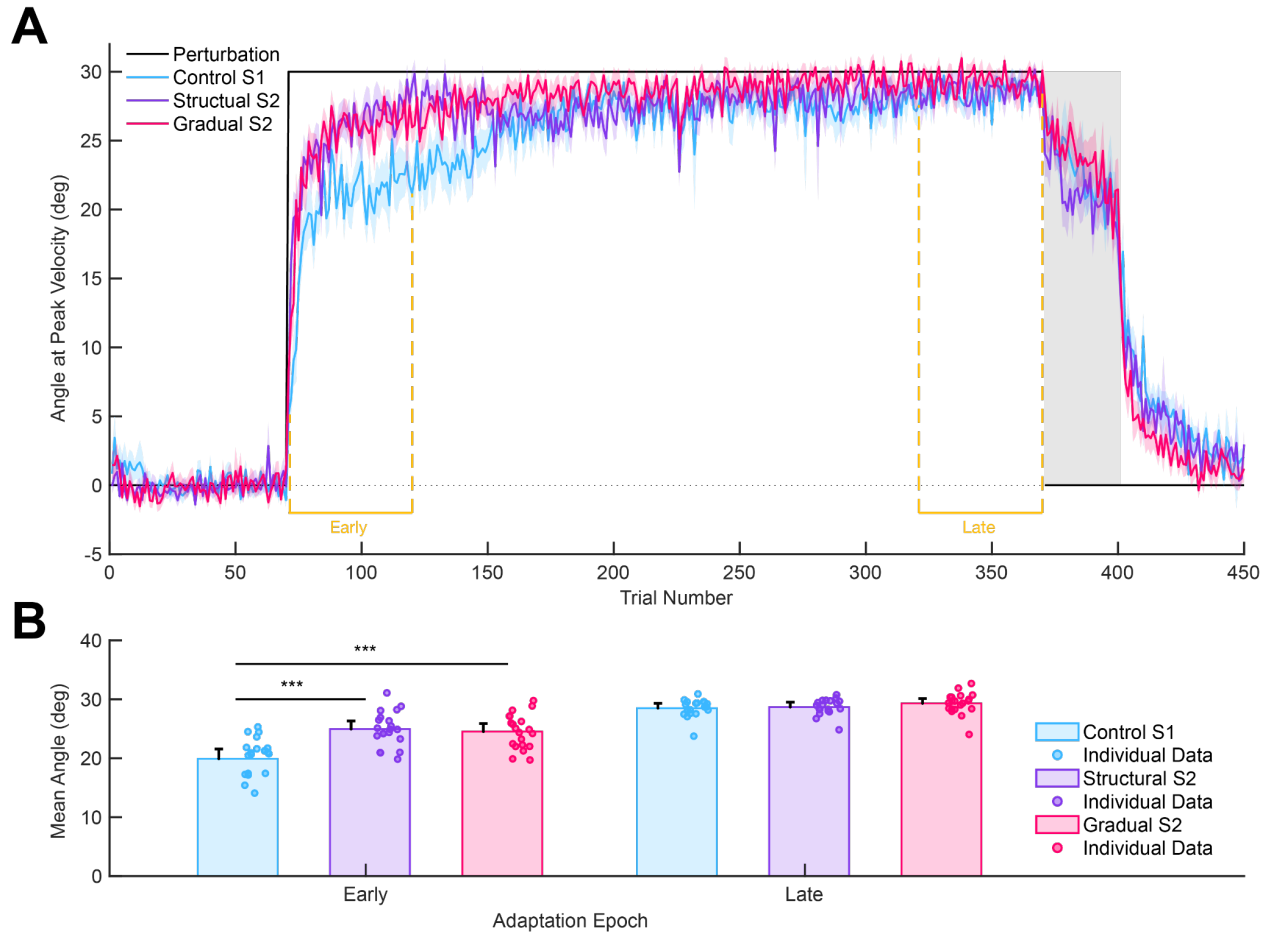 A
Perturbation
Control S1
Structual S2
Gradual S2
Angle at Peak Velocity (deg)
30
25
20
15
10
5
0
-5
Early
Late
0 50 100 150 200 250 300 350 400 450
Trial Number
B
Mean Angle (deg)
40
30
20
10
0
***
***
Control S1
Individual Data
Structural S2
Individual Data
Gradual S2
Individual Data
Early Late
Adaptation Epoch